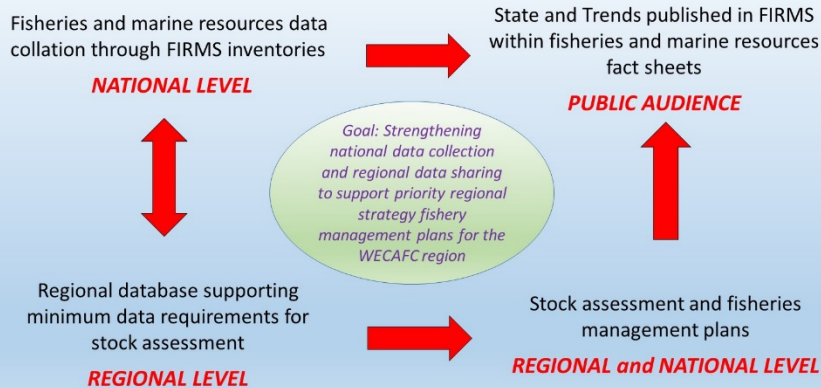 Fisheries and marine resources data
collation through FIRMS inventories
NATIONAL LEVEL
State and Trends published in FIRMS
within fisheries and marine resources
fact sheets
PUBLIC AUDIENCE
Goal: Strengthening
national data collection
and regional data sharing
to support priority regional
strategy fishery
management plans for the
WECAFC region
Regional database supporting
minimum data requirements for
stock assessment
REGIONAL LEVEL
Stock assessment and fisheries
management plans
REGIONAL and NATIONAL LEVEL